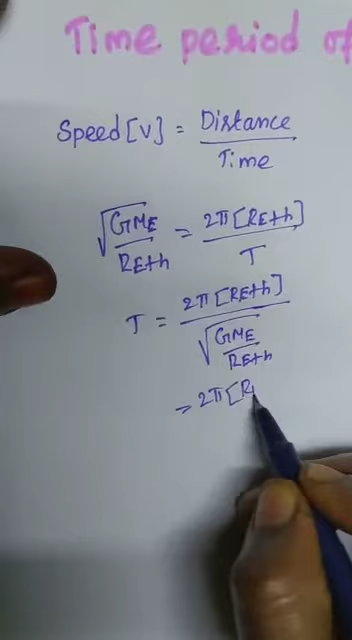 Time period of
Speed [v] = Distance / Time
√(GME / RE+h) = 2π [RE+h] / T
T = 2π [RE+h] / √(GME / RE+h)
= 2π [R